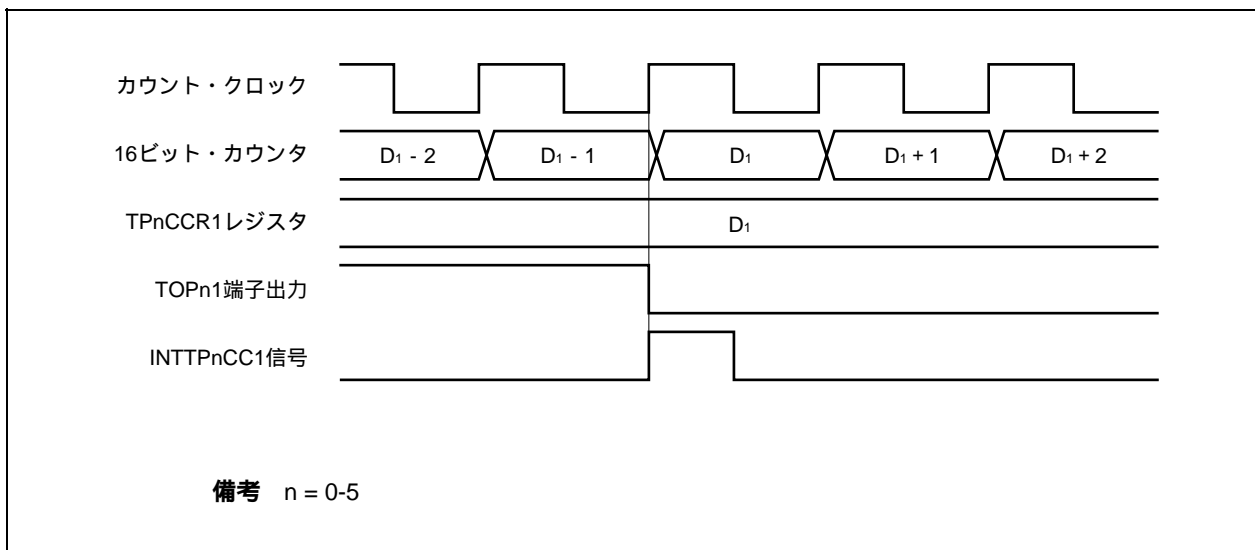 カウント・クロック
16ビット・カウンタ D1 - 2 D1 - 1 D1 D1 + 1 D1 + 2
TPnCCR1レジスタ D1
TOPn1端子出力
INTTPnCC1信号
備考 n = 0-5